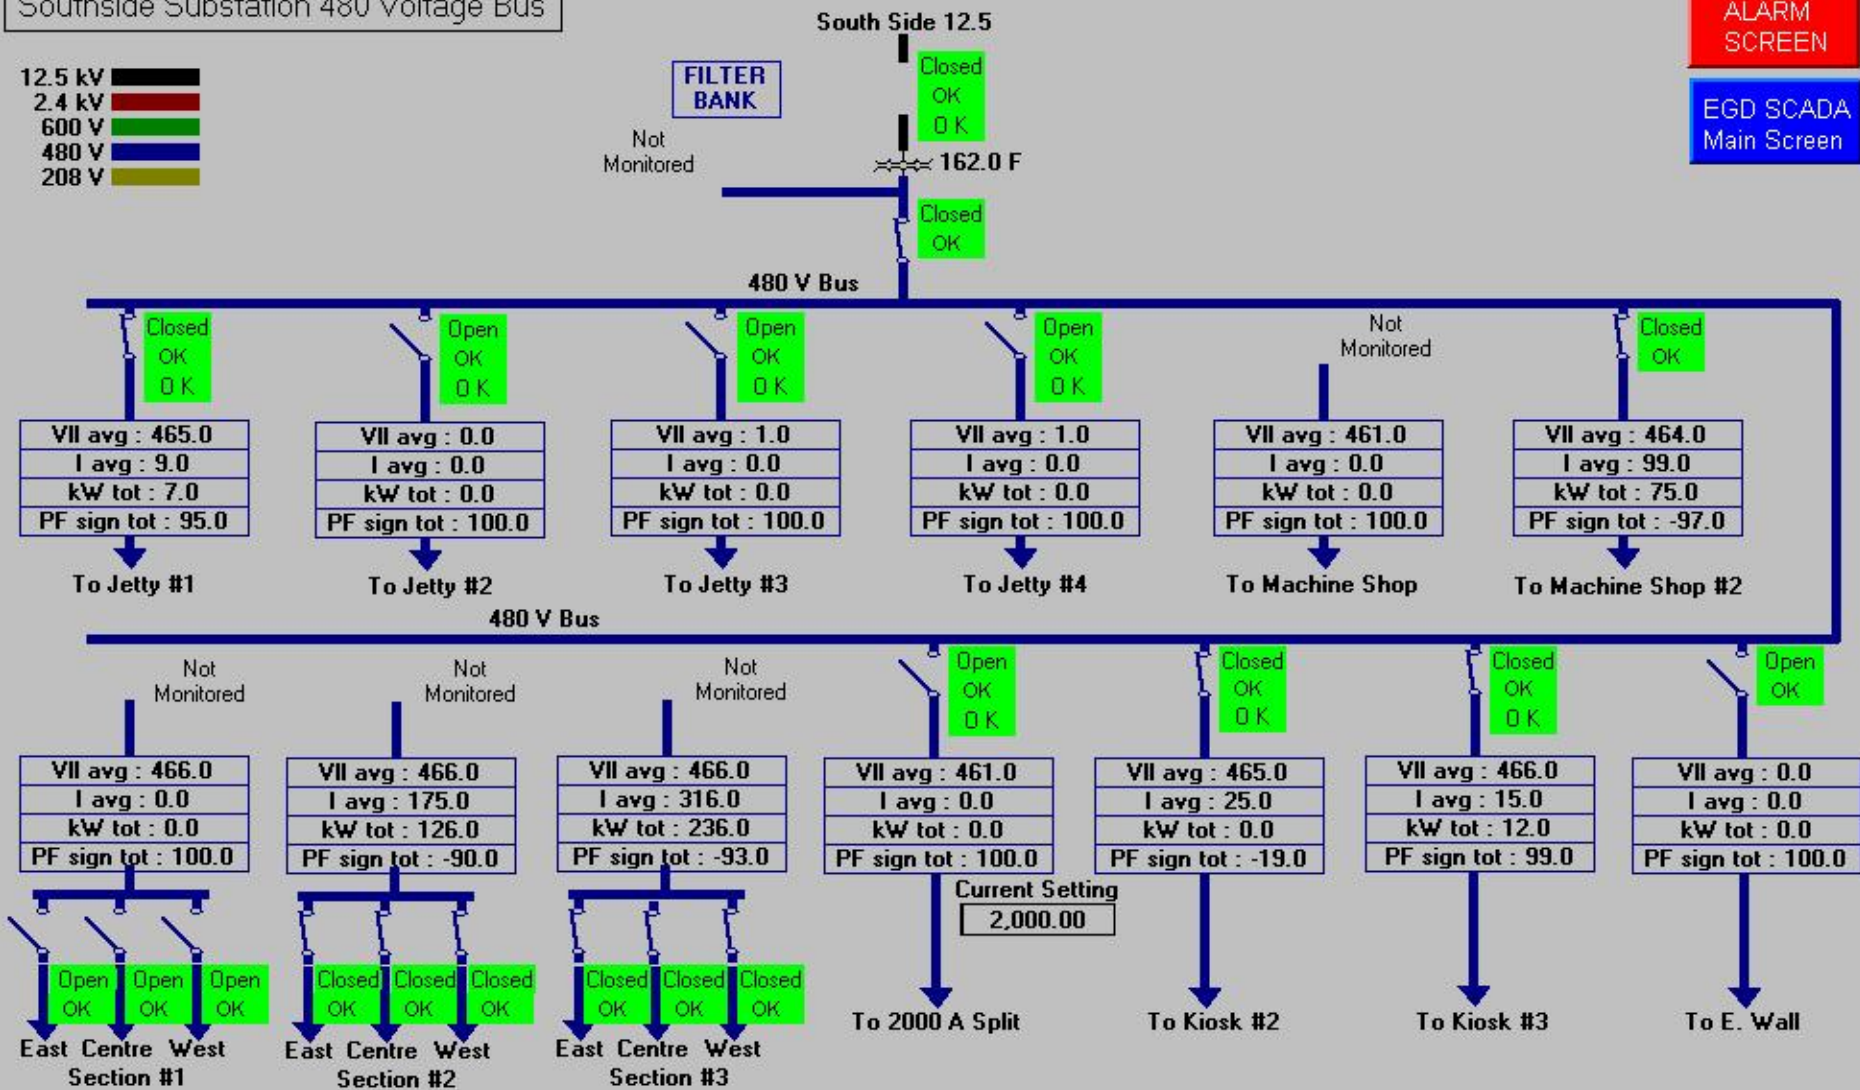 Southside Substation 480 Voltage Bus
South Side 12.5
ALARM
SCREEN
EGD SCADA
Main Screen
12.5 kV
2.4 kV
600 V
480 V
208 V
FILTER
BANK
Not
Monitored
Closed
OK
O K
162.0 F
Closed
OK
480 V Bus
Closed
OK
O K
Open
OK
O K
Open
OK
O K
Open
OK
O K
Not
Monitored
Closed
OK
Vll avg : 465.0
I avg : 9.0
kW tot : 7.0
PF sign tot : 95.0
To Jetty #1
Vll avg : 0.0
I avg : 0.0
kW tot : 0.0
PF sign tot : 100.0
To Jetty #2
Vll avg : 1.0
I avg : 0.0
kW tot : 0.0
PF sign tot : 100.0
To Jetty #3
Vll avg : 1.0
I avg : 0.0
kW tot : 0.0
PF sign tot : 100.0
To Jetty #4
Vll avg : 461.0
I avg : 0.0
kW tot : 0.0
PF sign tot : 100.0
To Machine Shop
Vll avg : 464.0
I avg : 99.0
kW tot : 75.0
PF sign tot : -97.0
To Machine Shop #2
480 V Bus
Not
Monitored
Not
Monitored
Not
Monitored
Open
OK
O K
Closed
OK
O K
Closed
OK
O K
Open
OK
Vll avg : 466.0
I avg : 0.0
kW tot : 0.0
PF sign tot : 100.0
Vll avg : 466.0
I avg : 175.0
kW tot : 126.0
PF sign tot : -90.0
Vll avg : 466.0
I avg : 316.0
kW tot : 236.0
PF sign tot : -93.0
Vll avg : 461.0
I avg : 0.0
kW tot : 0.0
PF sign tot : 100.0
Vll avg : 465.0
I avg : 25.0
kW tot : 0.0
PF sign tot : -19.0
Vll avg : 466.0
I avg : 15.0
kW tot : 12.0
PF sign tot : 99.0
Vll avg : 0.0
I avg : 0.0
kW tot : 0.0
PF sign tot : 100.0
Current Setting
2,000.00
Open
OK
Open
OK
Open
OK
Closed
OK
Closed
OK
Closed
OK
Closed
OK
Closed
OK
Closed
OK
East Centre West
Section #1
East Centre West
Section #2
East Centre West
Section #3
To 2000 A Split
To Kiosk #2
To Kiosk #3
To E. Wall